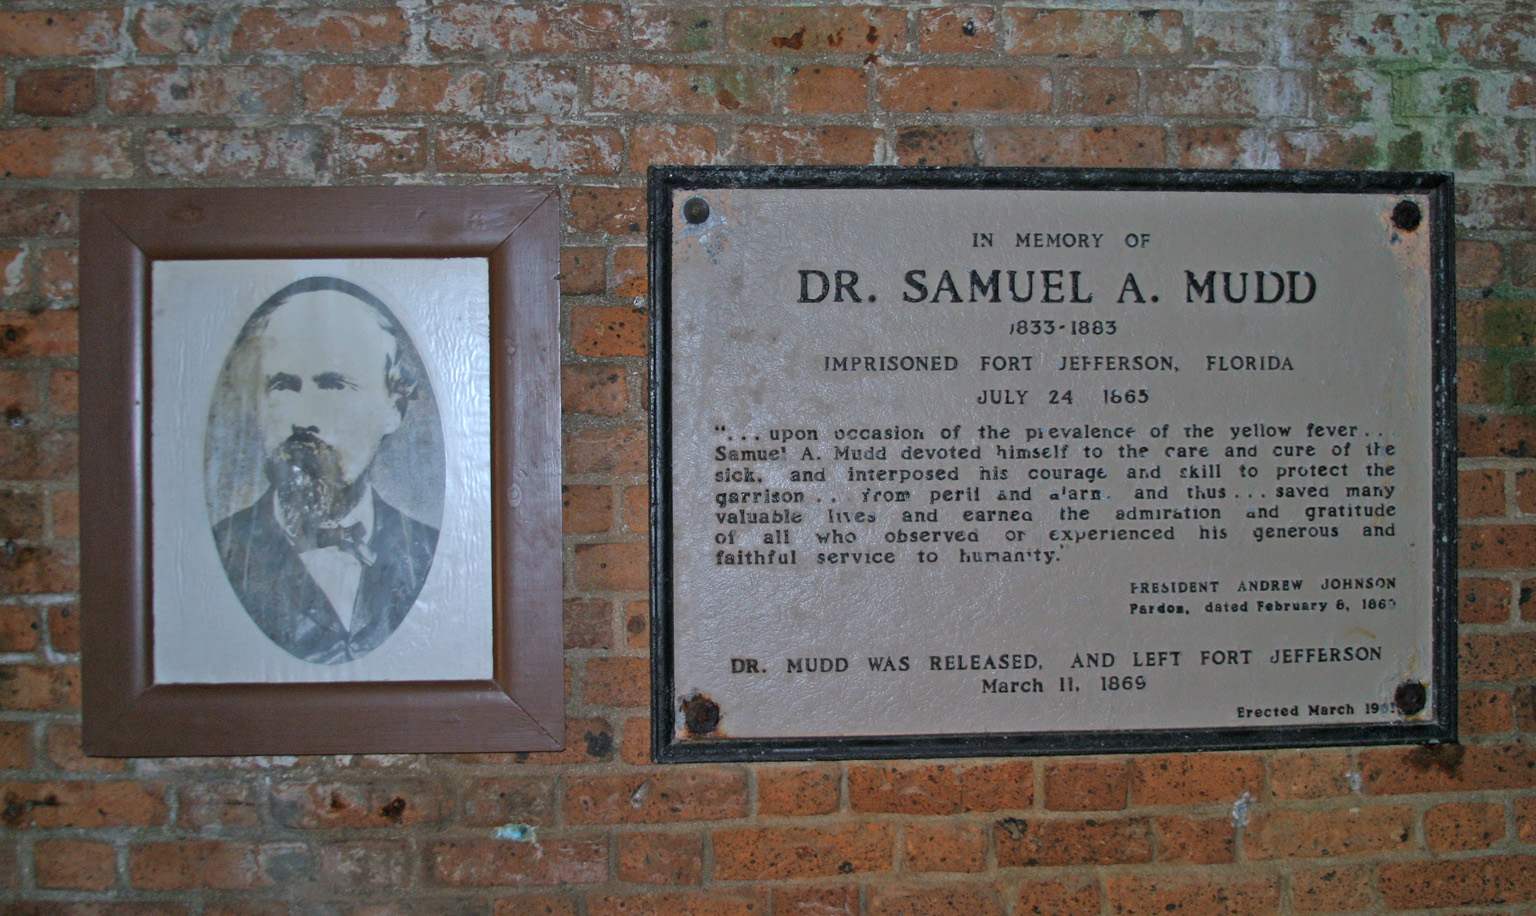 IN MEMORY OF
DR. SAMUEL A. MUDD
1833-1883
IMPRISONED FORT JEFFERSON, FLORIDA
JULY 24 1865
“... upon occasion of the prevalence of the yellow fever...
Samuel A. Mudd devoted himself to the care and cure of the
sick, and interposed his courage and skill to protect the
garrison ... from peril and alarm, and thus ... saved many
valuable lives and earned the admiration and gratitude
of all who observed or experienced his generous and
faithful service to humanity."
PRESIDENT ANDREW JOHNSON
Pardon, dated February 8, 1869
DR. MUDD WAS RELEASED, AND LEFT FORT JEFFERSON
March 11, 1869
Erected March